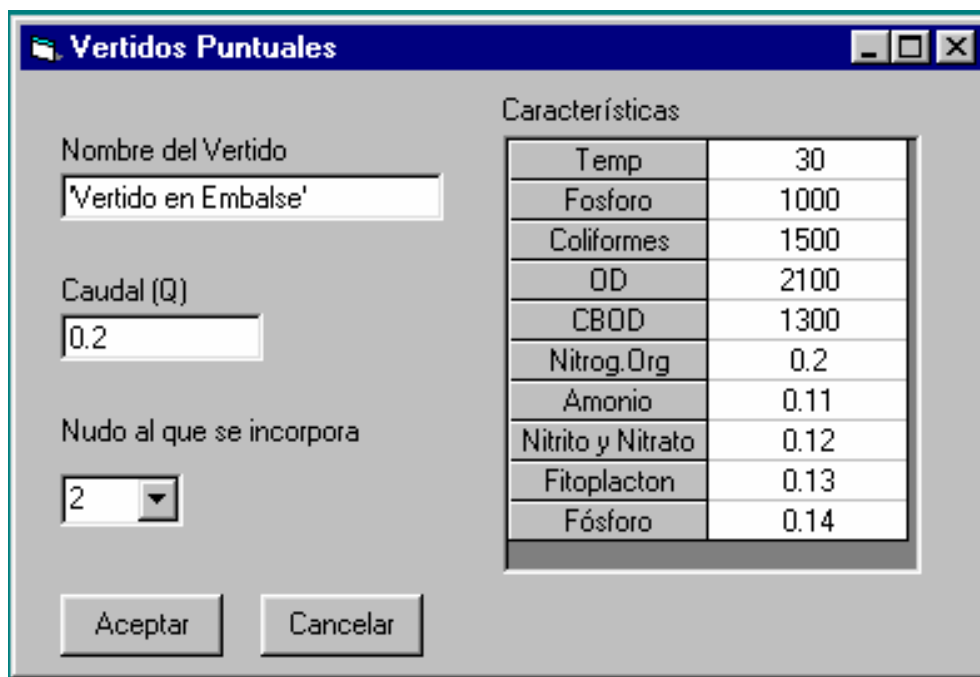 Vertidos Puntuales
Nombre del Vertido
'Vertido en Embalse'
Caudal (Q)
0.2
Nudo al que se incorpora
2
Aceptar Cancelar
Características
Temp 30
Fosforo 1000
Coliformes 1500
OD 2100
CBOD 1300
Nitrog.Org 0.2
Amonio 0.11
Nitrito y Nitrato 0.12
Fitoplacton 0.13
Fósforo 0.14